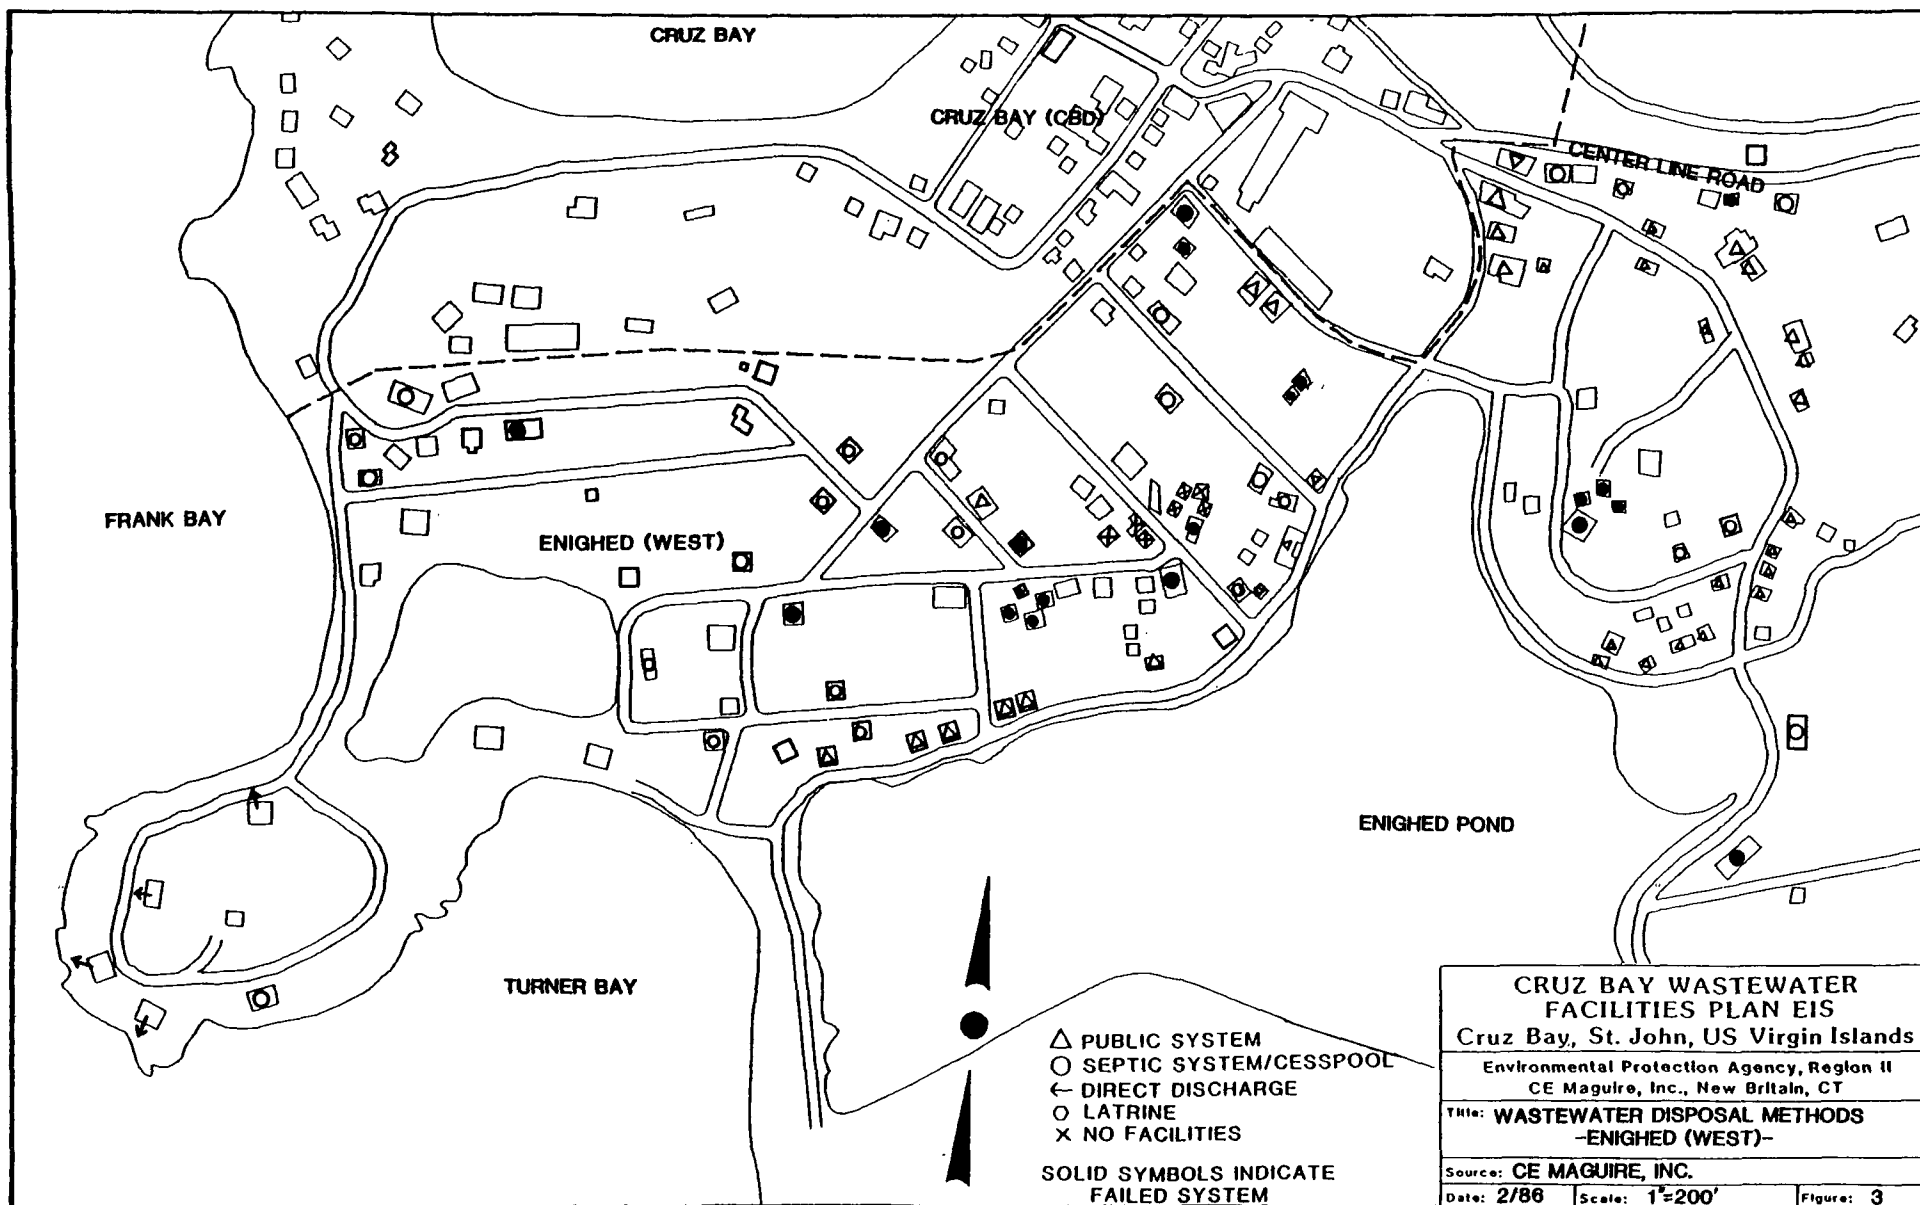 CRUZ BAY
CRUZ BAY (CBD)
CENTER LINE ROAD
FRANK BAY
ENIGHED (WEST)
ENIGHED POND
TURNER BAY
△ PUBLIC SYSTEM
○ SEPTIC SYSTEM/CESSPOOL
← DIRECT DISCHARGE
○ LATRINE
X NO FACILITIES
SOLID SYMBOLS INDICATE
FAILED SYSTEM
CRUZ BAY WASTEWATER
FACILITIES PLAN EIS
Cruz Bay, St. John, US Virgin Islands
Environmental Protection Agency, Region II
CE Maguire, Inc., New Britain, CT
Title: WASTEWATER DISPOSAL METHODS
-ENIGHED (WEST)-
Source: CE MAGUIRE, INC.
Date: 2/86 Scale: 1"=200' Figure: 3